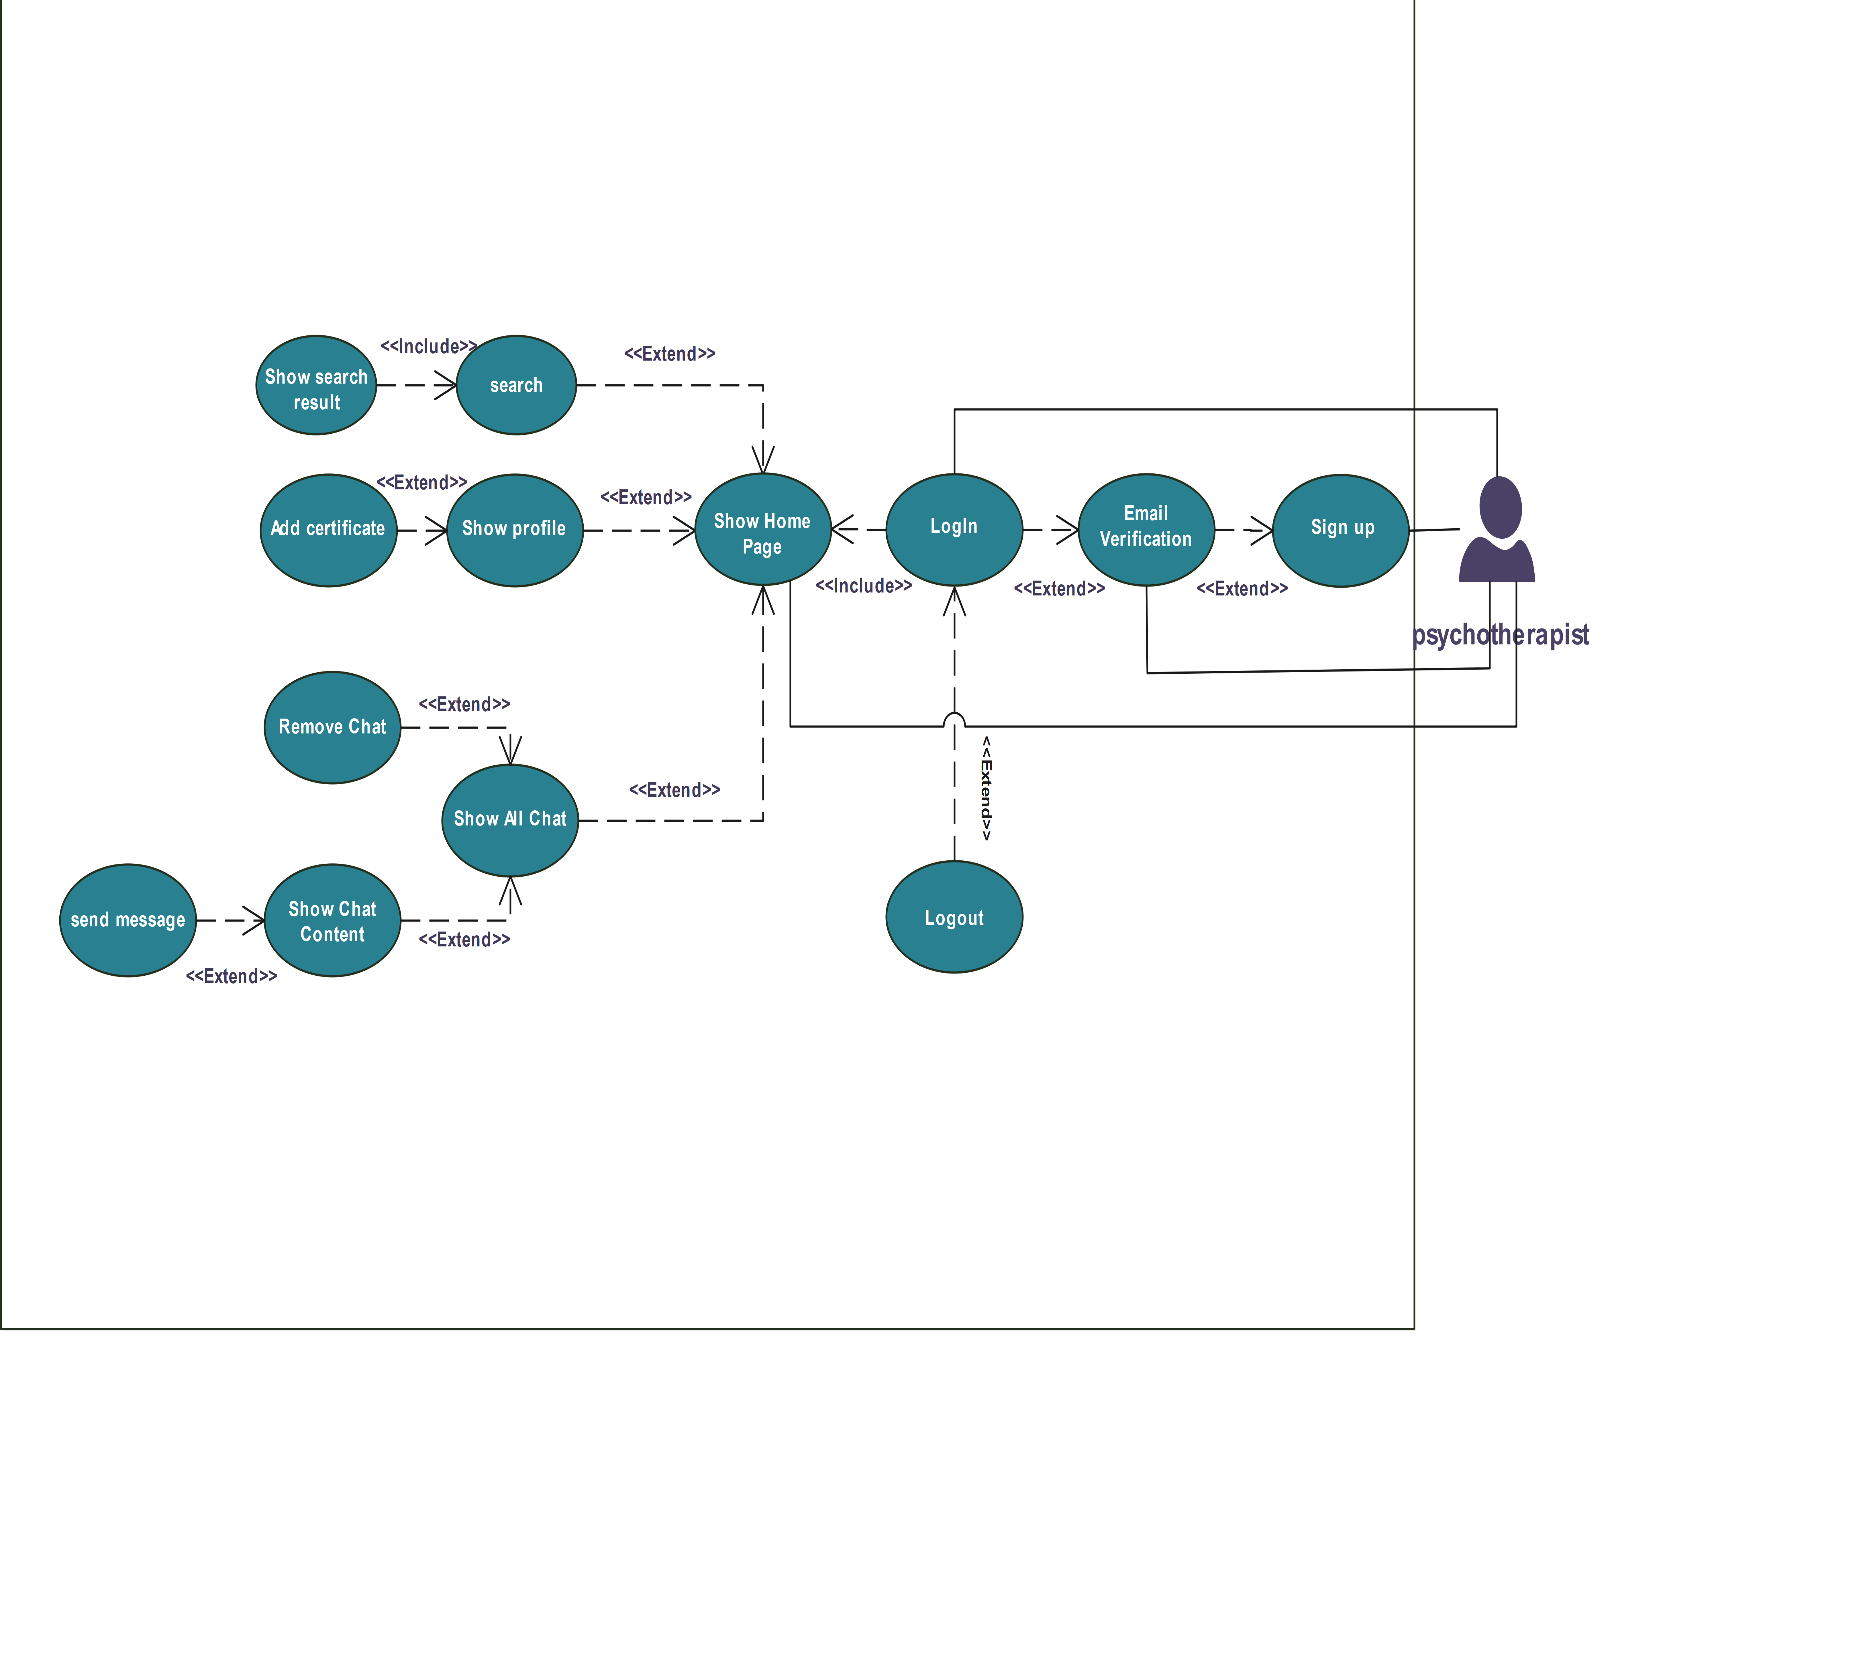 <<Include>>
<<Extend>>
Show search
result
search
<<Extend>>
<<Extend>>
Add certificate
Show profile
Show Home
Page
LogIn
Email
Verification
Sign up
<<Include>>
<<Extend>>
<<Extend>>
psychotherapist
<<Extend>>
Remove Chat
<<Extend>>
<<Extend>>
Show All Chat
Show Chat
Content
send message
Logout
<<Extend>>
<<Extend>>